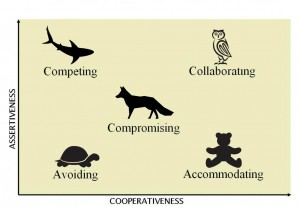 Competing
Collaborating
Compromising
Avoiding
Accommodating
ASSERTIVENESS
COOPERATIVENESS